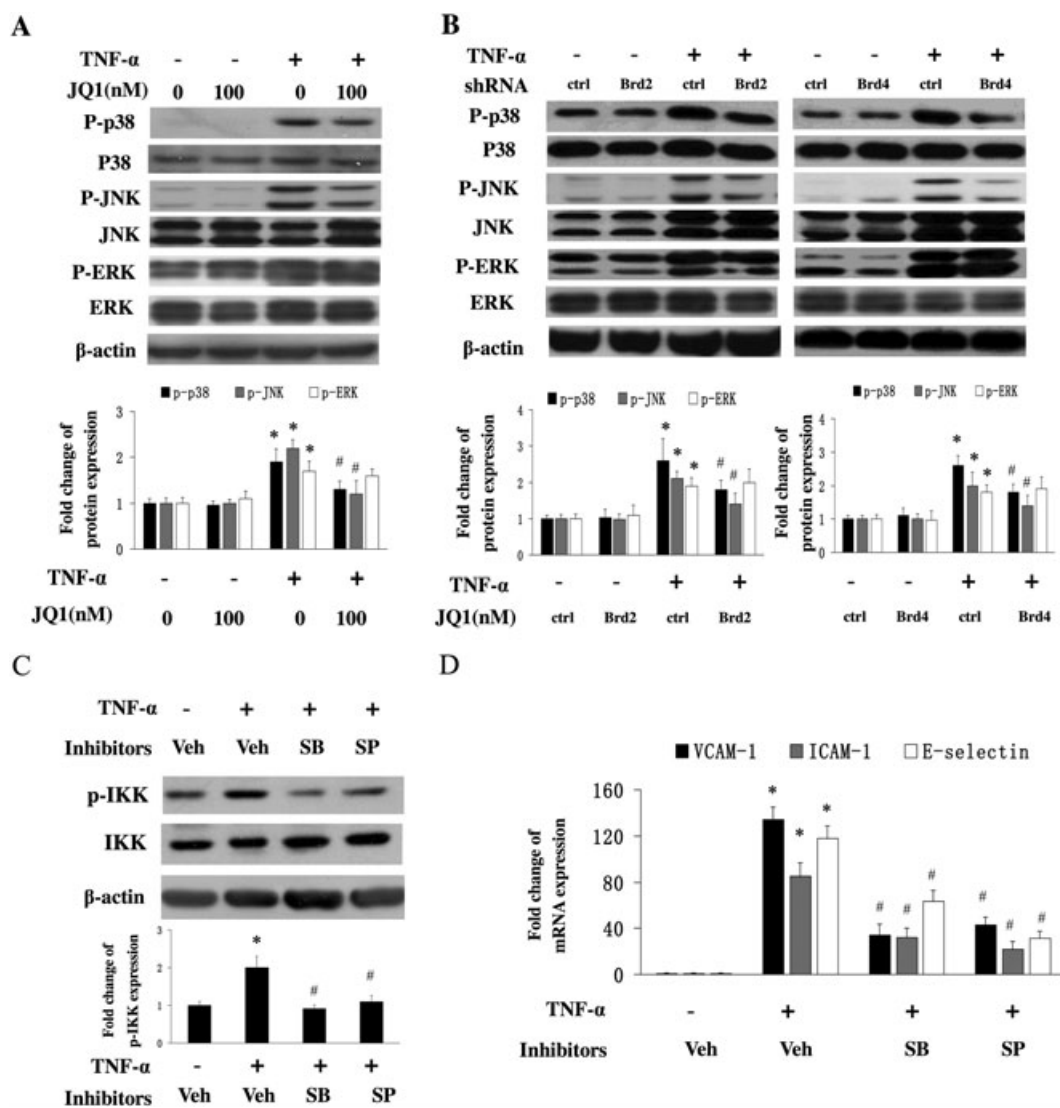 A
TNF-α - - + +
JQ1(nM) 0 100 0 100
P-p38
P38
P-JNK
JNK
P-ERK
ERK
β-actin
p-p38 p-JNK p-ERK
Fold change of
protein expression
3
2
1
0
* * *
# #
TNF-α - - + +
JQ1(nM) 0 100 0 100
B
TNF-α - - + + - - + +
shRNA ctrl Brd2 ctrl Brd2 ctrl Brd4 ctrl Brd4
P-p38
P38
P-JNK
JNK
P-ERK
ERK
β-actin
p-p38 p-JNK p-ERK
Fold change of
protein expression
4
3
2
1
0
* * *
# #
p-p38 p-JNK p-ERK
Fold change of
protein expression
4
3
2
1
0
* * *
# #
TNF-α - - + + - - + +
JQ1(nM) ctrl Brd2 ctrl Brd2 ctrl Brd4 ctrl Brd4
C
TNF-α - + + +
Inhibitors Veh Veh SB SP
p-IKK
IKK
β-actin
Fold change of
p-IKK expression
3
2
1
0
*
# #
TNF-α - + + +
Inhibitors Veh Veh SB SP
D
VCAM-1 ICAM-1 E-selectin
Fold change of
mRNA expression
160
120
80
40
0
* * *
# # #
# # #
TNF-α - + + +
Inhibitors Veh Veh SB SP